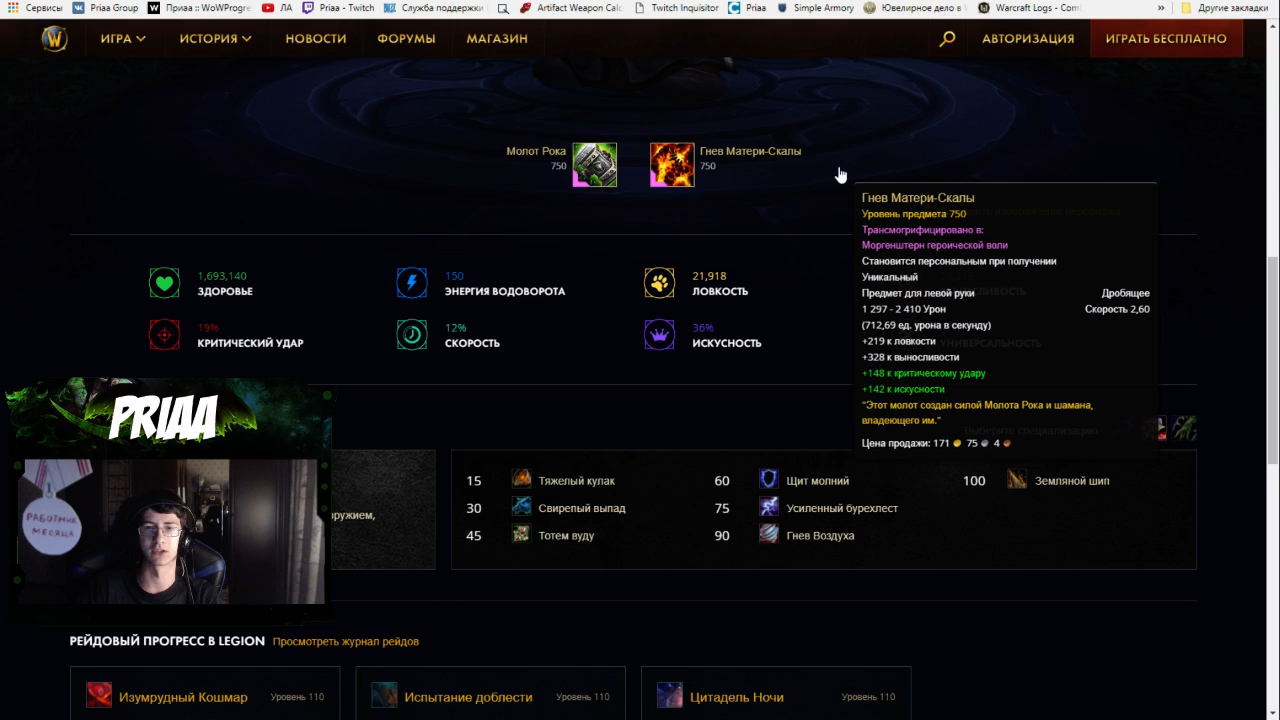 Сервисы Priaa Group Приаа :: WoWProgre ЛА Priaa - Twitch Служба поддержки Artifact Weapon Calc Twitch Inquisitor Priaa Simple Armory Ювелирное дело в Warcraft Logs - Coml » Другие закладки
ИГРА ИСТОРИЯ НОВОСТИ ФОРУМЫ МАГАЗИН АВТОРИЗАЦИЯ ИГРАТЬ БЕСПЛАТНО
Молот Рока
750
Гнев Матери-Скалы
750
Гнев Матери-Скалы
Уровень предмета 750
Трансмогрифицировано в:
Моргенштерн героической воли
Становится персональным при получении
Уникальный
Предмет для левой руки Дробящее
1 297 - 2 410 Урон Скорость 2,60
(712,69 ед. урона в секунду)
+219 к ловкости
+328 к выносливости
+148 к критическому удару
+142 к искусности
"Этот молот создан силой Молота Рока и шамана,
владеющего им."
Цена продажи: 171 75 4
1,693,140
ЗДОРОВЬЕ
150
ЭНЕРГИЯ ВОДОВОРОТА
21,918
ЛОВКОСТЬ
19%
КРИТИЧЕСКИЙ УДАР
12%
СКОРОСТЬ
36%
ИСКУСНОСТЬ
УНИВЕРСАЛЬНОСТЬ
Выберите специализацию
PRIAA
РАБОТНИК
МЕСЯЦА
оружием,
15 Тяжелый кулак
30 Свирепый выпад
45 Тотем вуду
60 Щит молний
75 Усиленный бурехлест
90 Гнев Воздуха
100 Земляной шип
РЕЙДОВЫЙ ПРОГРЕСС В LEGION Просмотреть журнал рейдов
Изумрудный Кошмар Уровень 110
Испытание доблести Уровень 110
Цитадель Ночи Уровень 110